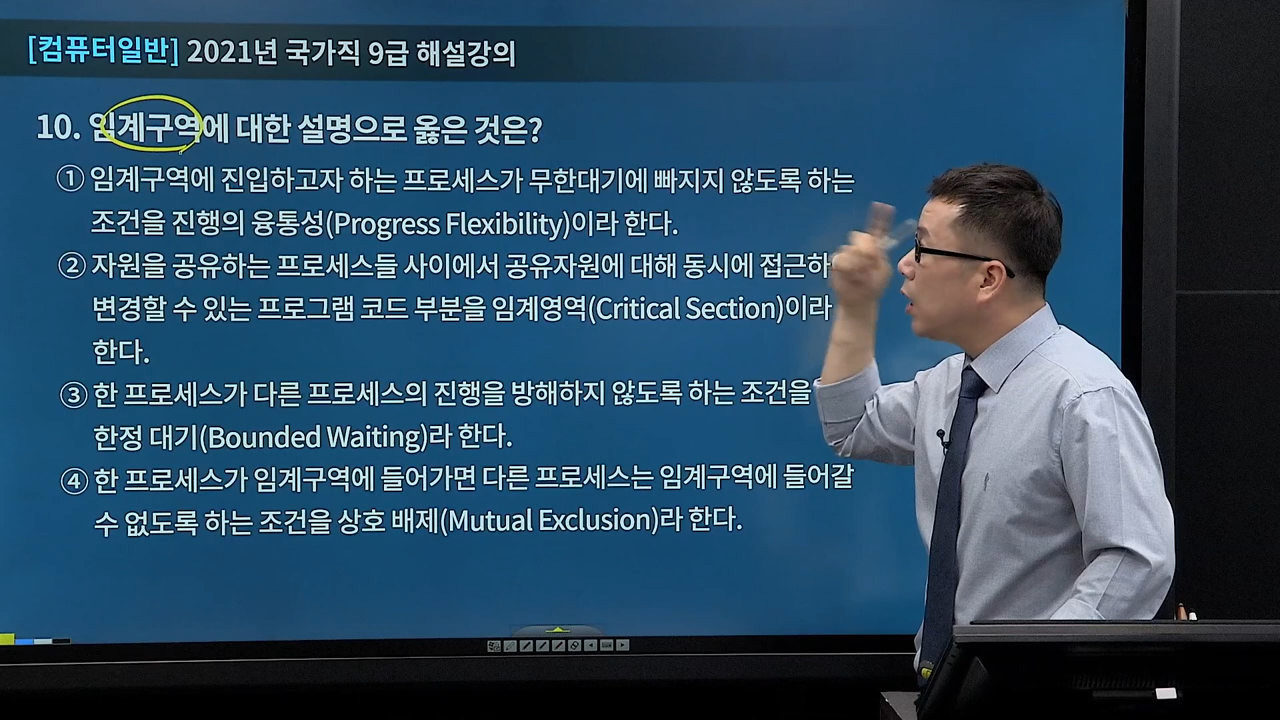 [컴퓨터일반] 2021년 국가직 9급 해설강의
10. 임계구역에 대한 설명으로 옳은 것은?
① 임계구역에 진입하고자 하는 프로세스가 무한대기에 빠지지 않도록 하는
조건을 진행의 융통성(Progress Flexibility)이라 한다.
② 자원을 공유하는 프로세스들 사이에서 공유자원에 대해 동시에 접근하
변경할 수 있는 프로그램 코드 부분을 임계영역(Critical Section)이라
한다.
③ 한 프로세스가 다른 프로세스의 진행을 방해하지 않도록 하는 조건을
한정 대기(Bounded Waiting)라 한다.
④ 한 프로세스가 임계구역에 들어가면 다른 프로세스는 임계구역에 들어갈
수 없도록 하는 조건을 상호 배제(Mutual Exclusion)라 한다.